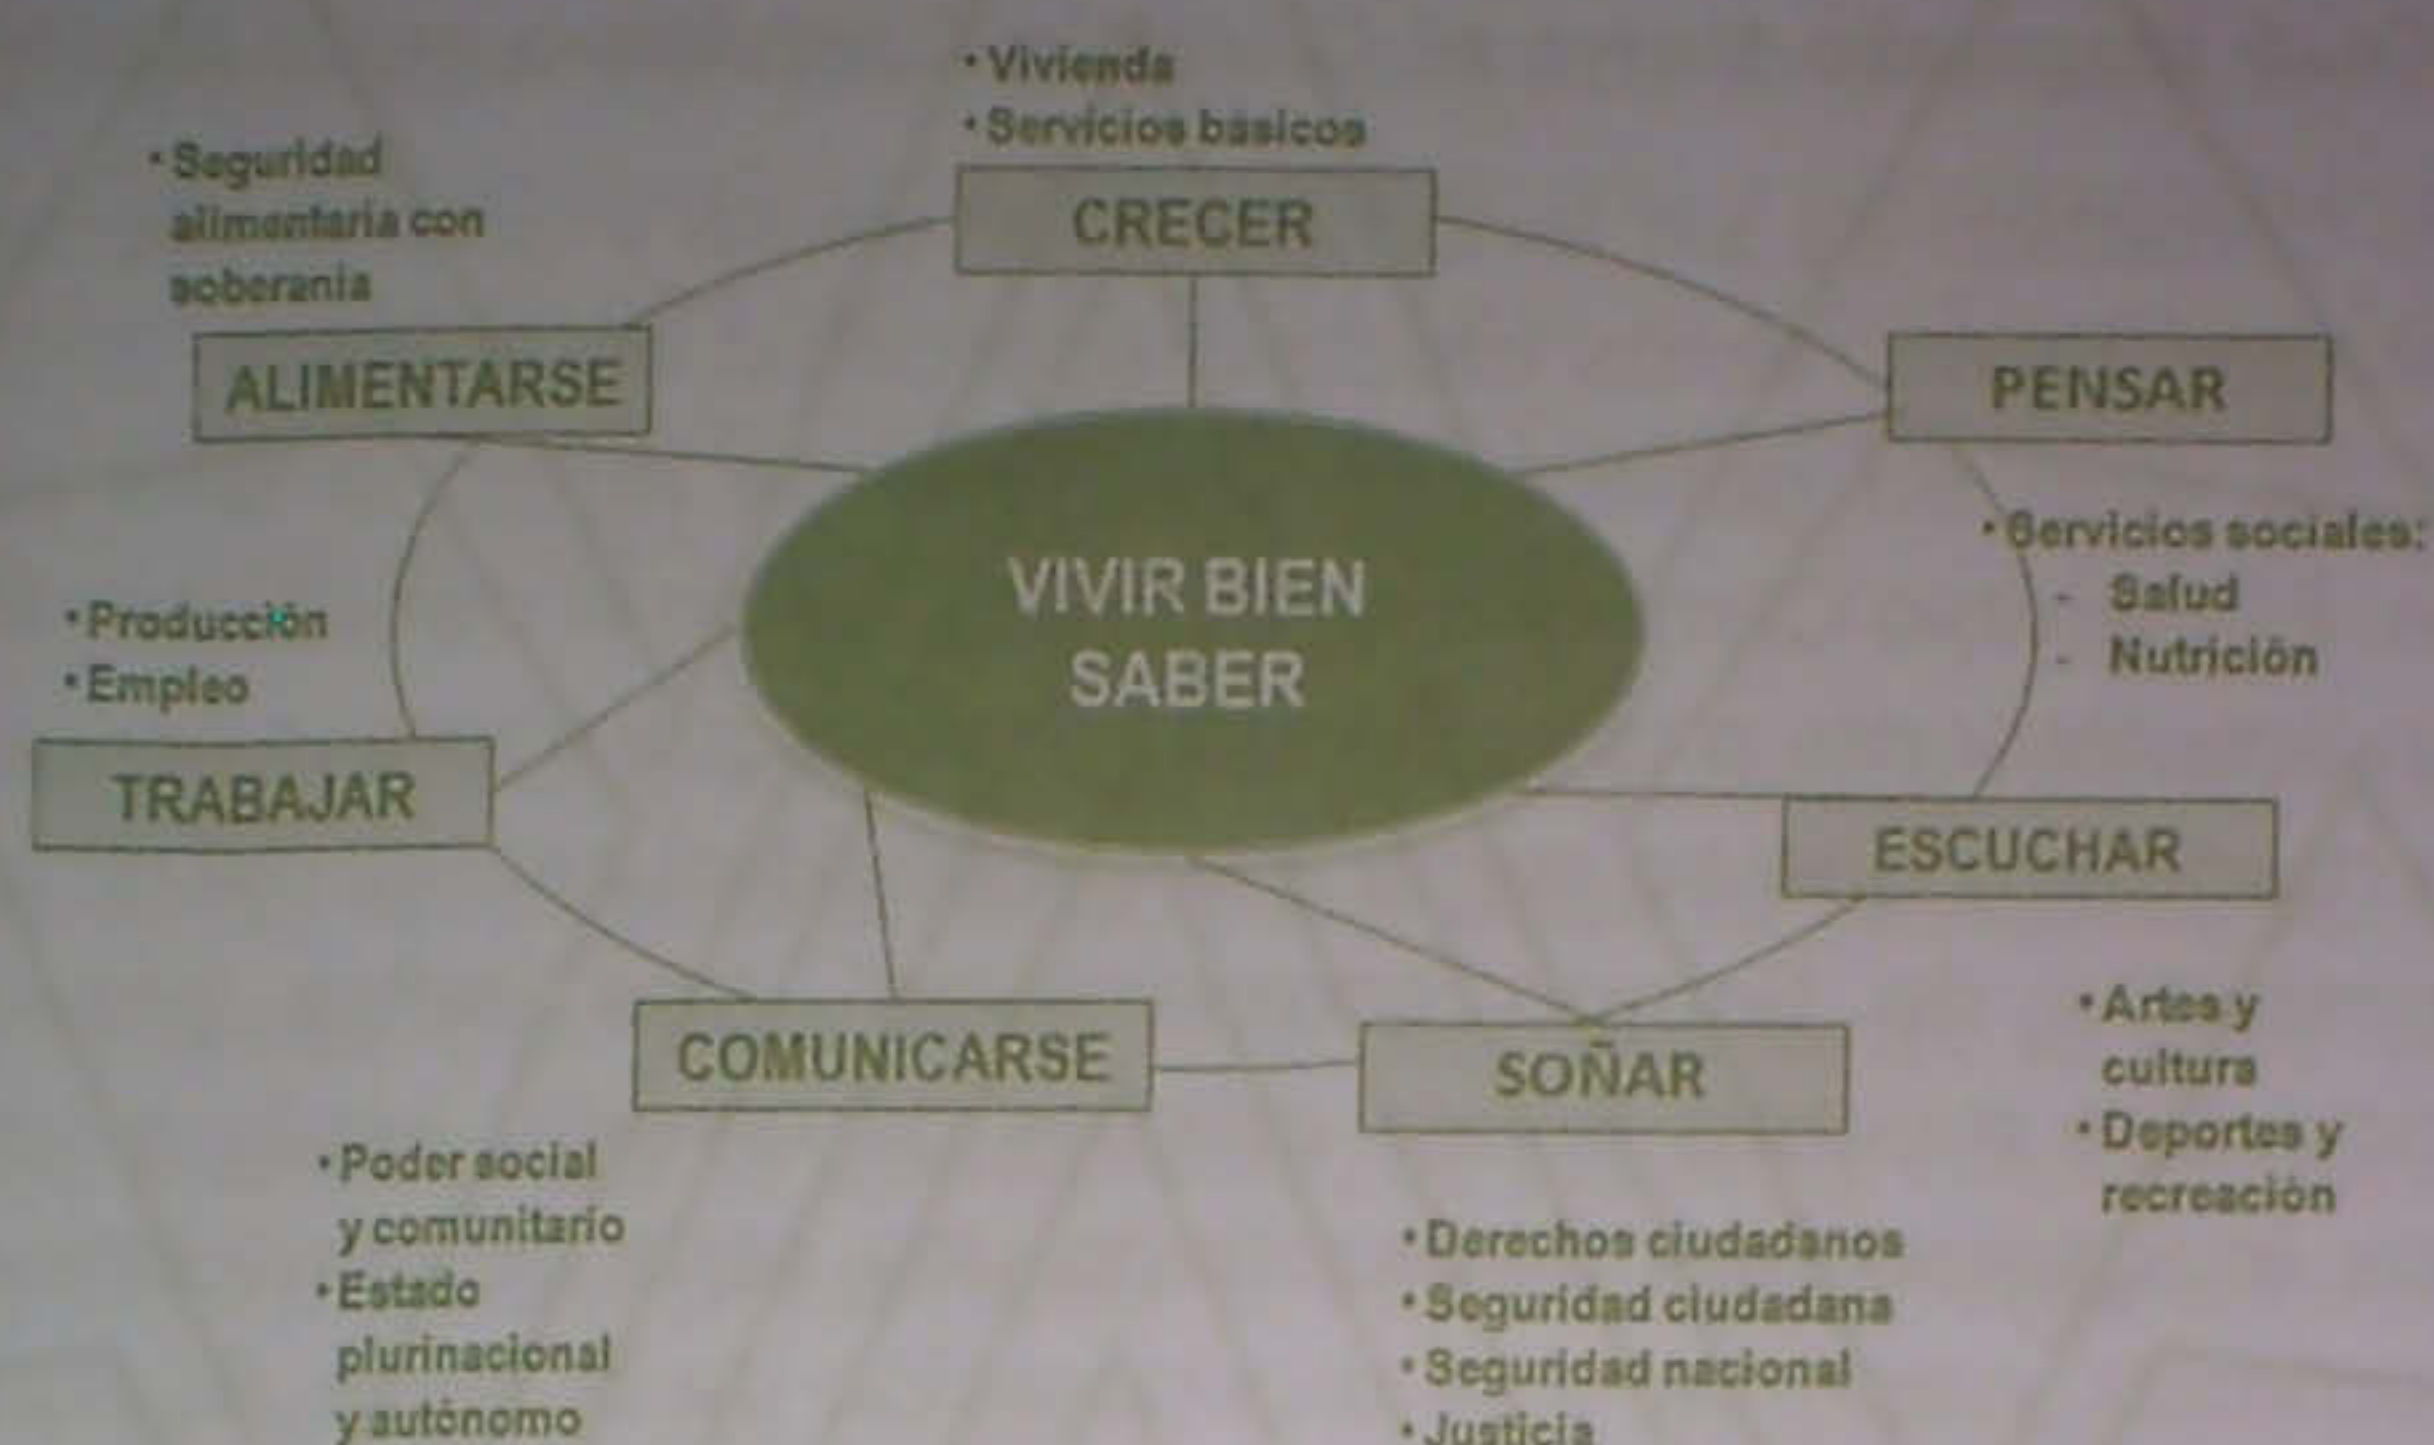 • Vivienda
• Servicios básicos
CRECER
• Seguridad
alimentaria con
soberanía
ALIMENTARSE
PENSAR
• Servicios sociales:
- Salud
- Nutrición
VIVIR BIEN
SABER
• Producción
• Empleo
TRABAJAR
ESCUCHAR
• Artes y
cultura
• Deportes y
recreación
COMUNICARSE
• Poder social
y comunitario
• Estado
plurinacional
y autónomo
SOÑAR
• Derechos ciudadanos
• Seguridad ciudadana
• Seguridad nacional
• Justicia